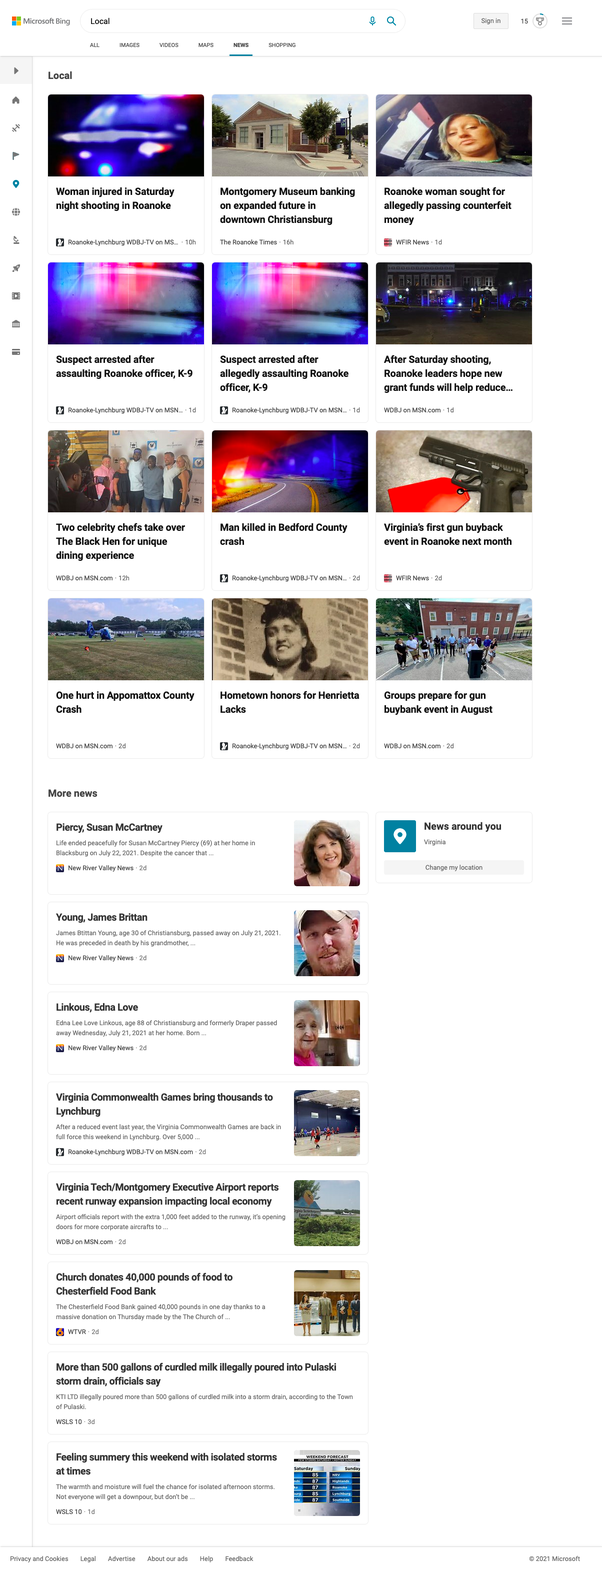 Microsoft Bing
Local
Sign in
15
ALL
IMAGES
VIDEOS
MAPS
NEWS
SHOPPING
Local
Woman injured in Saturday
night shooting in Roanoke
Roanoke-Lynchburg WDBJ-TV on MS... · 10h
Montgomery Museum banking
on expanded future in
downtown Christiansburg
The Roanoke Times · 16h
Roanoke woman sought for
allegedly passing counterfeit
money
WFIR News · 1d
Suspect arrested after
assaulting Roanoke officer, K-9
Roanoke-Lynchburg WDBJ-TV on MSN... · 1d
Suspect arrested after
allegedly assaulting Roanoke
officer, K-9
Roanoke-Lynchburg WDBJ-TV on MSN... · 1d
After Saturday shooting,
Roanoke leaders hope new
grant funds will help reduce...
WDBJ on MSN.com · 1d
Two celebrity chefs take over
The Black Hen for unique
dining experience
WDBJ on MSN.com · 12h
Man killed in Bedford County
crash
Roanoke-Lynchburg WDBJ-TV on MSN... · 2d
Virginia's first gun buyback
event in Roanoke next month
WFIR News · 2d
One hurt in Appomattox County
Crash
WDBJ on MSN.com · 2d
Hometown honors for Henrietta
Lacks
Roanoke-Lynchburg WDBJ-TV on MSN... · 2d
Groups prepare for gun
buybank event in August
WDBJ on MSN.com · 2d
More news
Piercy, Susan McCartney
Life ended peacefully for Susan McCartney Piercy (69) at her home in
Blacksburg on July 22, 2021. Despite the cancer that ...
New River Valley News · 2d
News around you
Virginia
Change my location
Young, James Brittan
James Btittan Young, age 30 of Christiansburg, passed away on July 21, 2021.
He was preceded in death by his grandmother, ...
New River Valley News · 2d
Linkous, Edna Love
Edna Lee Love Linkous, age 88 of Christiansburg and formerly Draper passed
away Wednesday, July 21, 2021 at her home. Born ...
New River Valley News · 2d
Virginia Commonwealth Games bring thousands to
Lynchburg
After a reduced event last year, the Virginia Commonwealth Games are back in
full force this weekend in Lynchburg. Over 5,000 ...
Roanoke-Lynchburg WDBJ-TV on MSN.com · 2d
Virginia Tech/Montgomery Executive Airport reports
recent runway expansion impacting local economy
Airport officials report with the extra 1,000 feet added to the runway, it's opening
doors for more corporate aircrafts to ...
WDBJ on MSN.com · 2d
Church donates 40,000 pounds of food to
Chesterfield Food Bank
The Chesterfield Food Bank gained 40,000 pounds in one day thanks to a
massive donation on Thursday made by the The Church of ...
WTVR · 2d
More than 500 gallons of curdled milk illegally poured into Pulaski
storm drain, officials say
KTI LTD illegally poured more than 500 gallons of curdled milk into a storm drain, according to the Town
of Pulaski.
WSLS 10 · 3d
Feeling summery this weekend with isolated storms
at times
The warmth and moisture will fuel the chance for isolated afternoon storms.
Not everyone will get a downpour, but don't be ...
WSLS 10 · 1d
WEEKEND FORECAST
Saturday
Sunday
85
NRV
87
Highlands
87
Roanoke
85
Lynchburg
87
Southside
Privacy and Cookies
Legal
Advertise
About our ads
Help
Feedback
© 2021 Microsoft